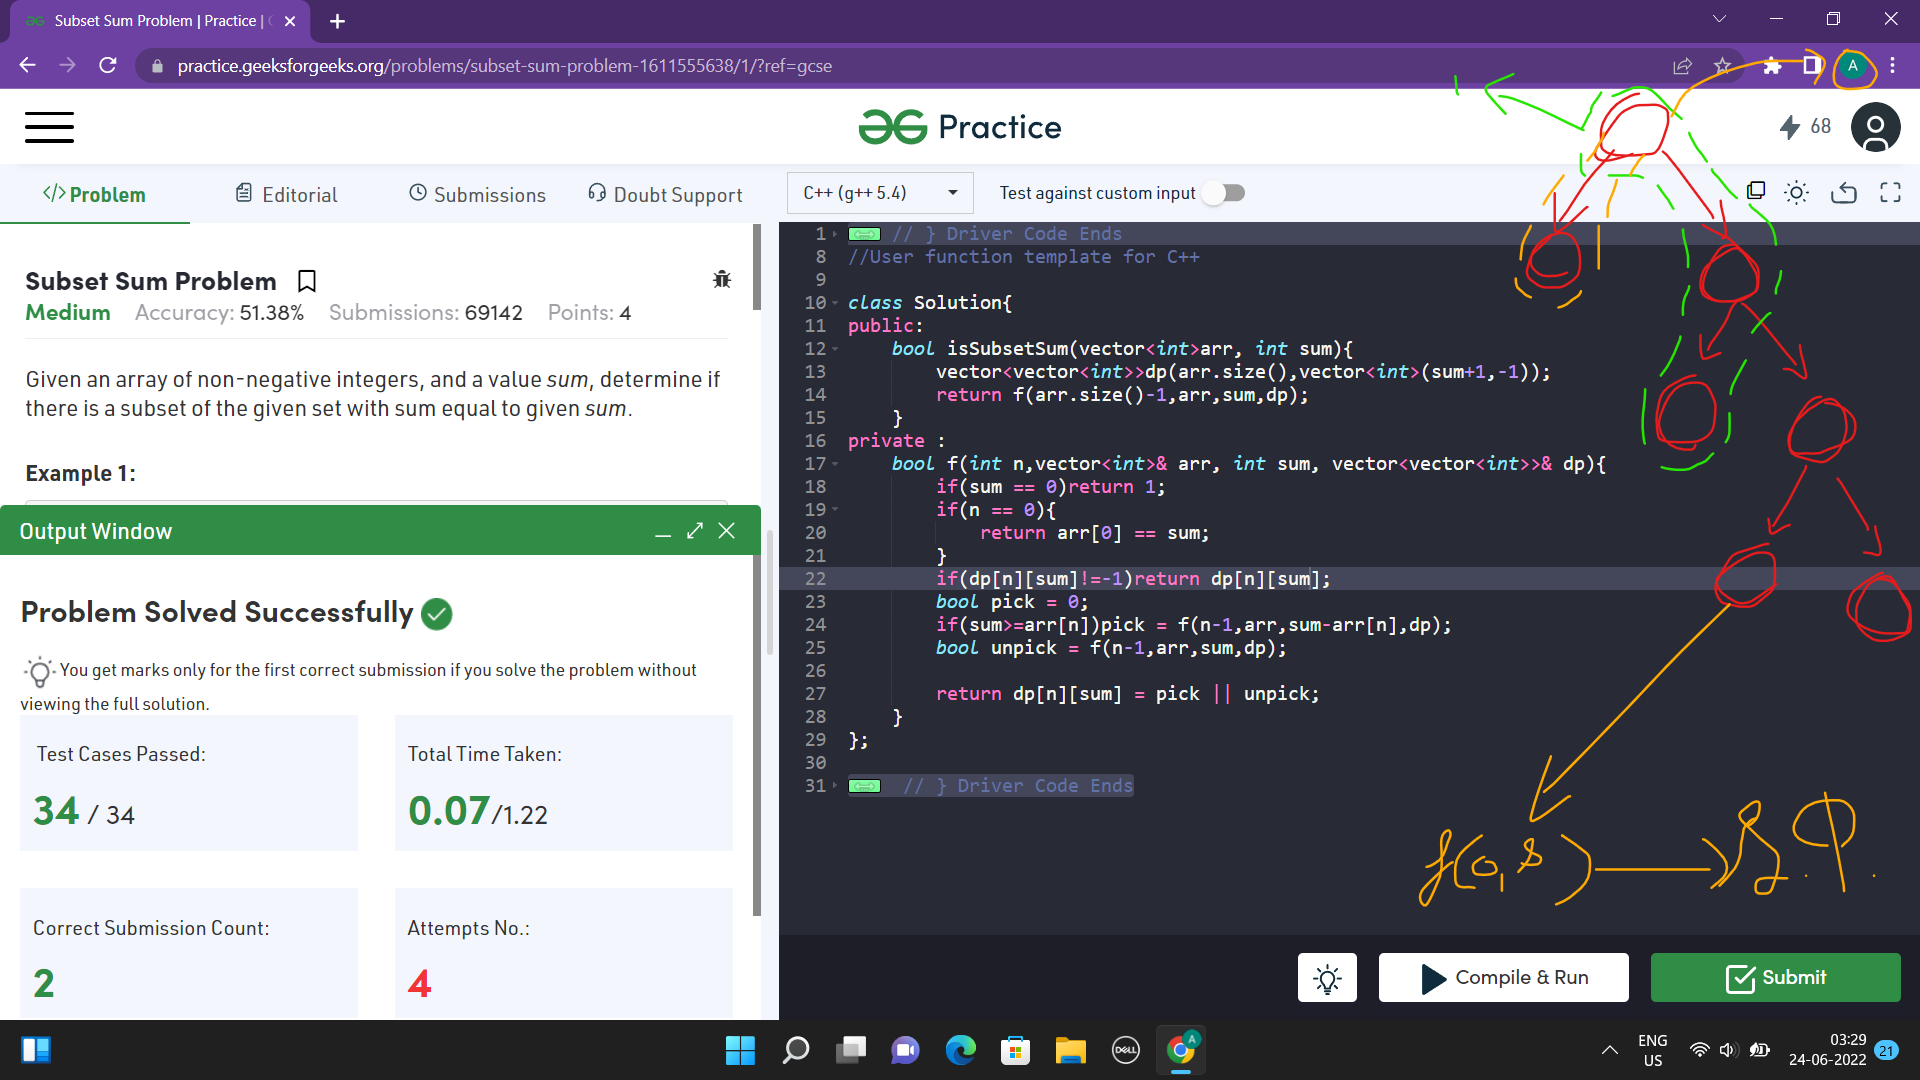 Subset Sum Problem | Practice |
practice.geeksforgeeks.org/problems/subset-sum-problem-1611555638/1/?ref=gcse
A
Practice
68
</> Problem
Editorial
Submissions
Doubt Support
C++ (g++ 5.4)
Test against custom input
Subset Sum Problem
Medium Accuracy: 51.38% Submissions: 69142 Points: 4
Given an array of non-negative integers, and a value sum, determine if
there is a subset of the given set with sum equal to given sum.
Example 1:
Output Window
Problem Solved Successfully
You get marks only for the first correct submission if you solve the problem without
viewing the full solution.
Test Cases Passed:
34 / 34
Total Time Taken:
0.07/1.22
Correct Submission Count:
2
Attempts No.:
4
1 // } Driver Code Ends
8 //User function template for C++
9
10 class Solution{
11 public:
12 bool isSubsetSum(vector<int>arr, int sum){
13 vector<vector<int>>dp(arr.size(),vector<int>(sum+1,-1));
14 return f(arr.size()-1,arr,sum,dp);
15 }
16 private :
17 bool f(int n,vector<int>& arr, int sum, vector<vector<int>>& dp){
18 if(sum == 0)return 1;
19 if(n == 0){
20 return arr[0] == sum;
21 }
22 if(dp[n][sum]!=-1)return dp[n][sum];
23 bool pick = 0;
24 if(sum>=arr[n])pick = f(n-1,arr,sum-arr[n],dp);
25 bool unpick = f(n-1,arr,sum,dp);
26
27 return dp[n][sum] = pick || unpick;
28 }
29 };
30
31 // } Driver Code Ends
f(0,s)
Compile & Run
Submit
DELL
A
ENG
US
03:29
24-06-2022
21